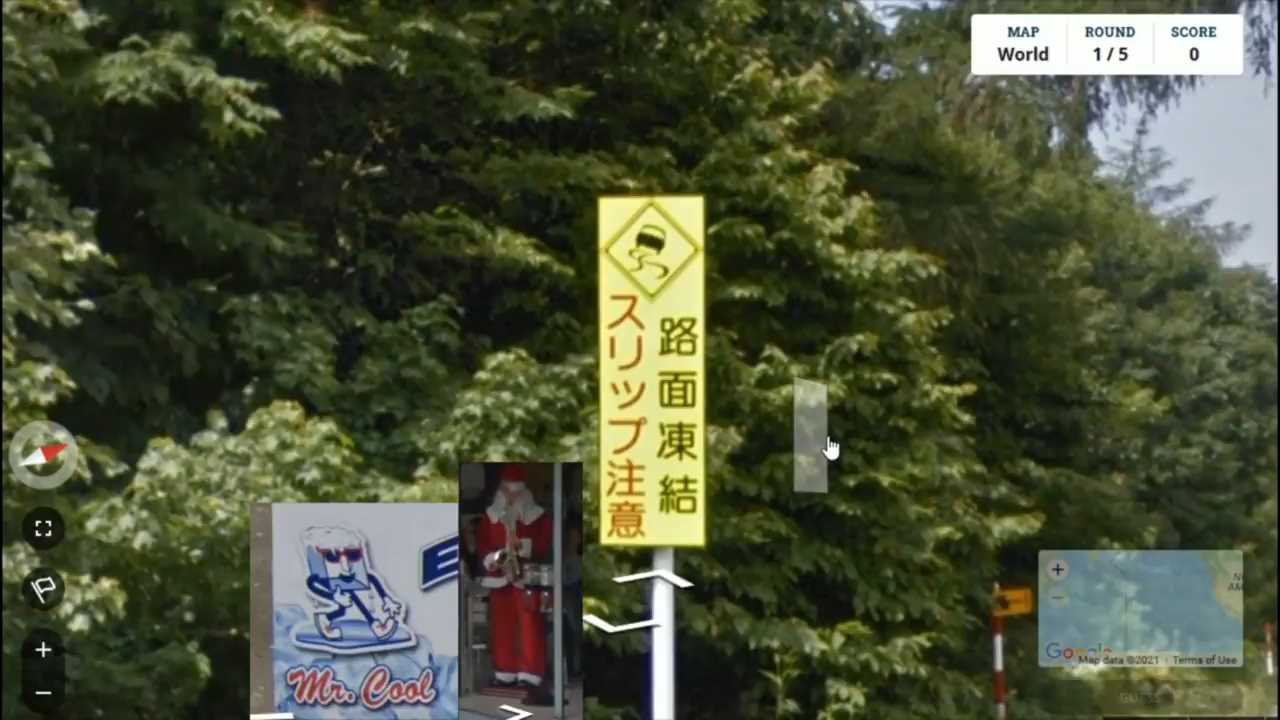 MAP
World
ROUND
1 / 5
SCORE
0
路面凍結
スリップ注意
Mr. Cool
Google
Map data ©2021
Terms of Use